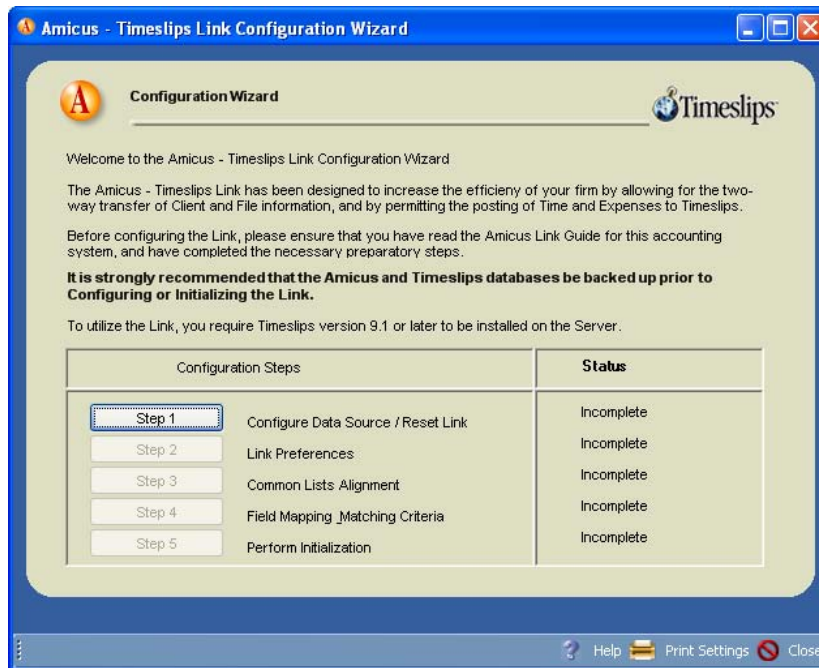 Amicus - Timeslips Link Configuration Wizard
A
Configuration Wizard
Timeslips
Welcome to the Amicus - Timeslips Link Configuration Wizard
The Amicus - Timeslips Link has been designed to increase the efficieny of your firm by allowing for the two-
way transfer of Client and File information, and by permitting the posting of Time and Expenses to Timeslips.
Before configuring the Link, please ensure that you have read the Amicus Link Guide for this accounting
system, and have completed the necessary preparatory steps.
It is strongly recommended that the Amicus and Timeslips databases be backed up prior to
Configuring or Initializing the Link.
To utilize the Link, you require Timeslips version 9.1 or later to be installed on the Server.
Configuration Steps Status
Step 1 Configure Data Source / Reset Link Incomplete
Step 2 Link Preferences Incomplete
Step 3 Common Lists Alignment Incomplete
Step 4 Field Mapping _Matching Criteria Incomplete
Step 5 Perform Initialization Incomplete
Help Print Settings Close